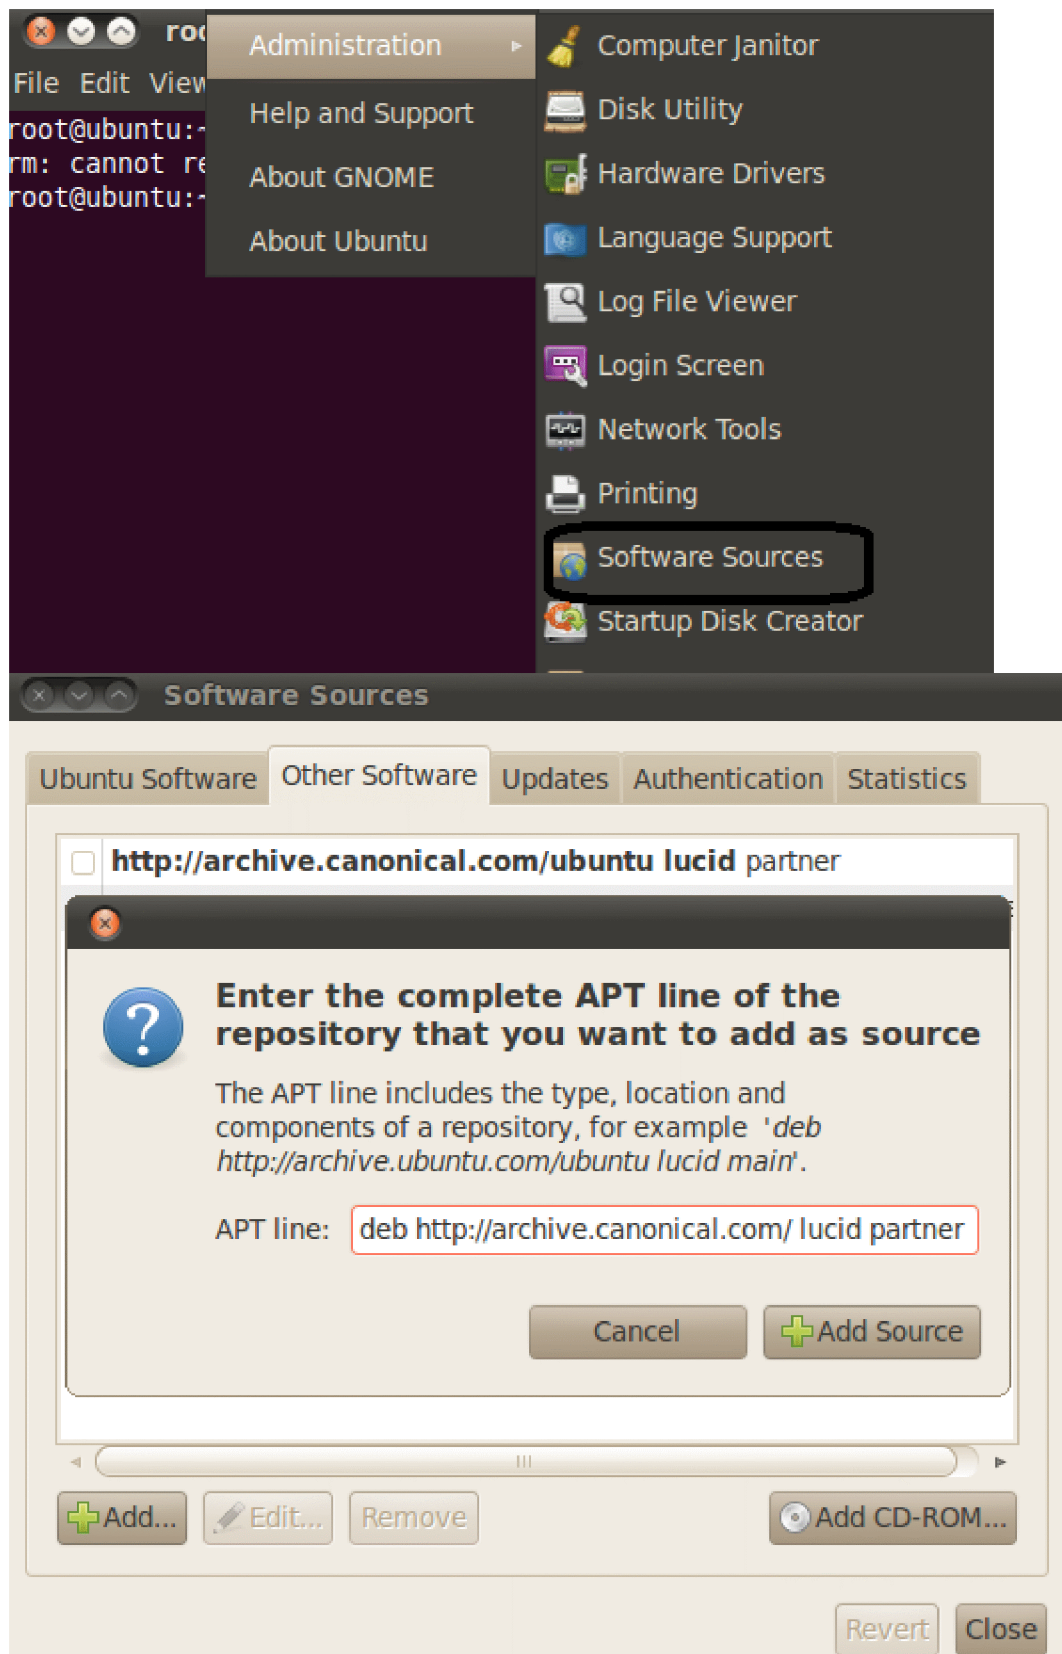 roo
File Edit View
root@ubuntu:~
rm: cannot re
root@ubuntu:~
Administration
Help and Support
About GNOME
About Ubuntu
Computer Janitor
Disk Utility
Hardware Drivers
Language Support
Log File Viewer
Login Screen
Network Tools
Printing
Software Sources
Startup Disk Creator
Software Sources
Ubuntu Software Other Software Updates Authentication Statistics
http://archive.canonical.com/ubuntu lucid partner
Enter the complete APT line of the
repository that you want to add as source
The APT line includes the type, location and
components of a repository, for example 'deb
http://archive.ubuntu.com/ubuntu lucid main'.
APT line: deb http://archive.canonical.com/ lucid partner
Cancel Add Source
Add... Edit... Remove Add CD-ROM...
Revert Close